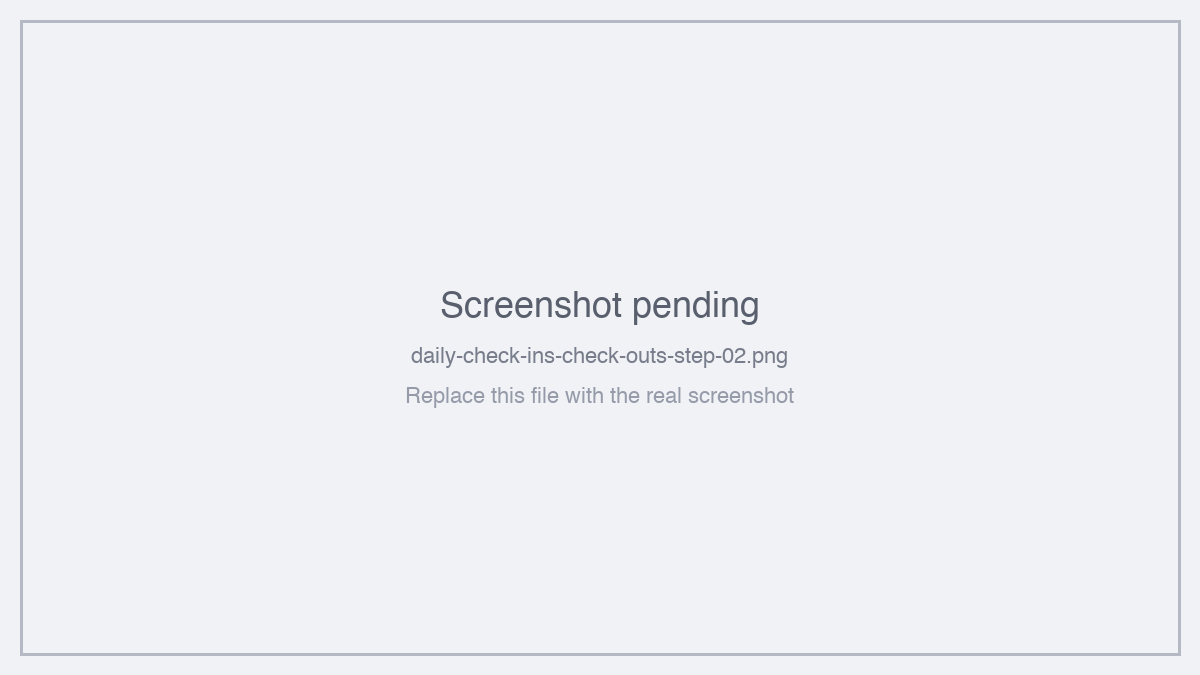 Screenshot pending
daily-check-ins-check-outs-step-02.png
Replace this file with the real screenshot